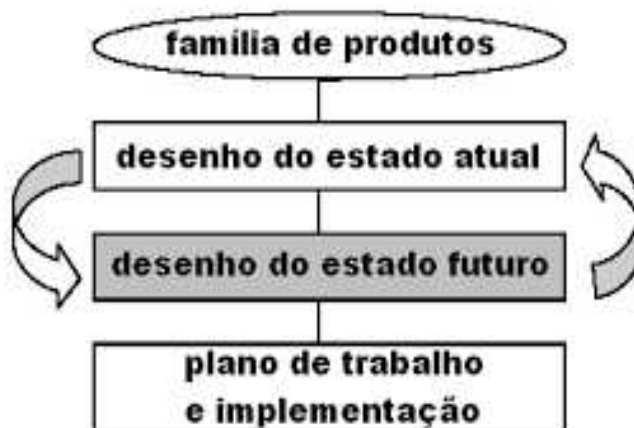 família de produtos
desenho do estado atual
desenho do estado futuro
plano de trabalho
e implementação